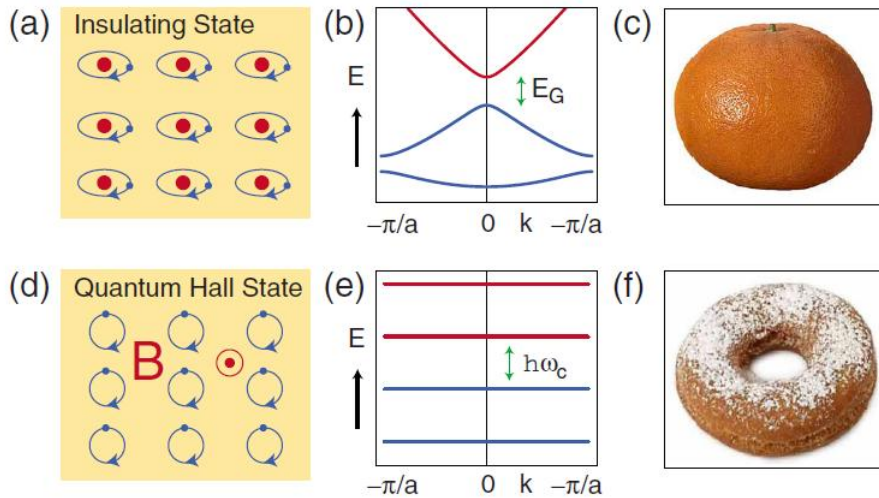 (a) Insulating State
(b)
E
E_G
−π/a 0 k −π/a
(c)
(d) Quantum Hall State
B
(e)
E
hω_c
−π/a 0 k −π/a
(f)